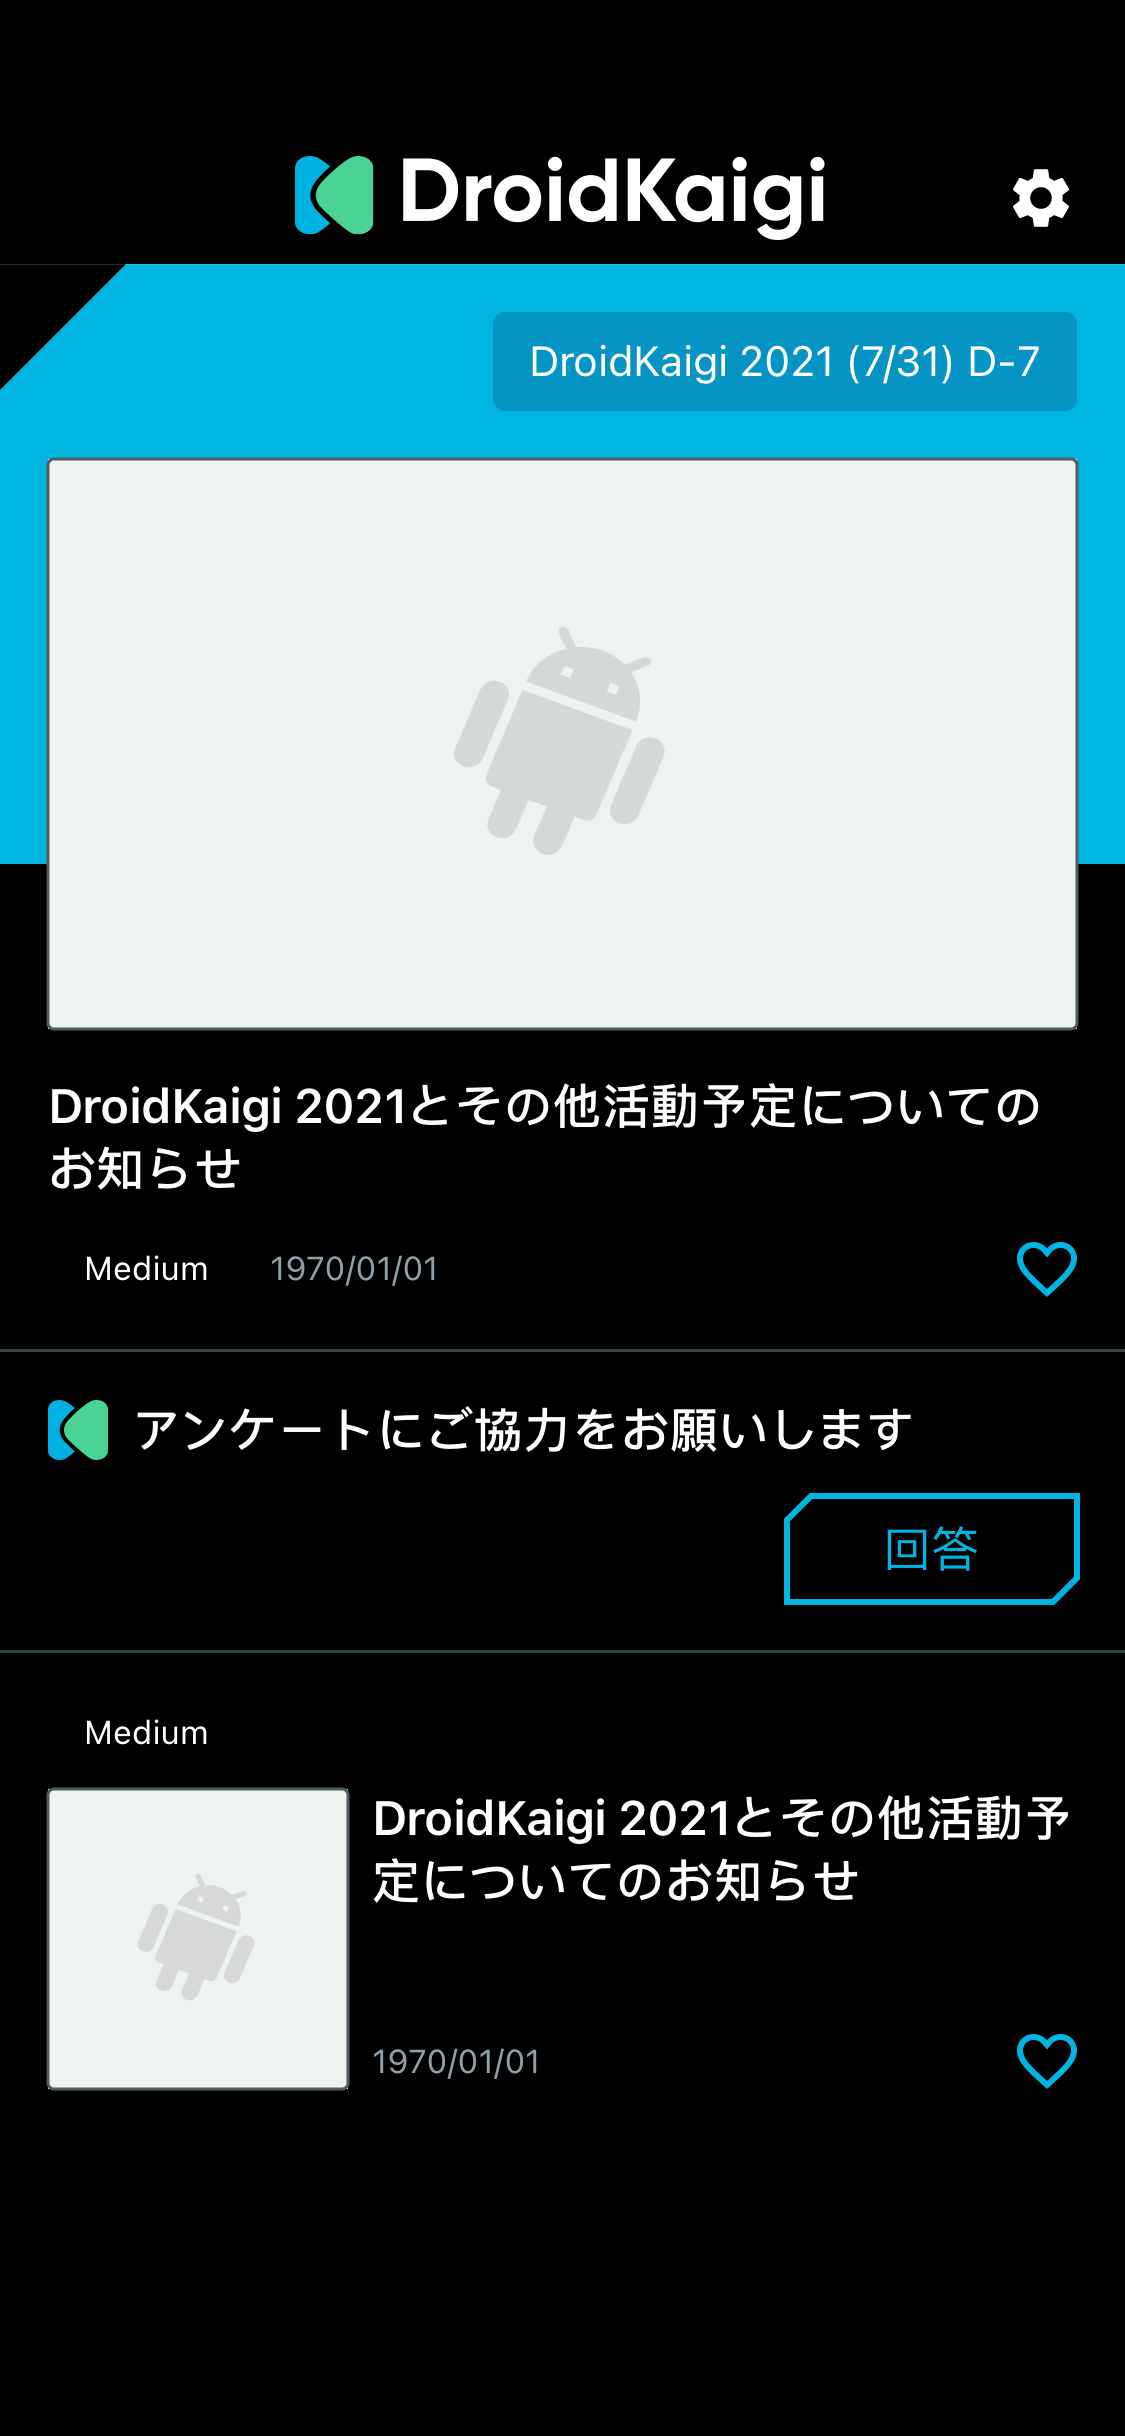 DroidKaigi
DroidKaigi 2021 (7/31) D-7
DroidKaigi 2021とその他活動予定についての
お知らせ
Medium 1970/01/01
アンケートにご協力をお願いします
回答
Medium
DroidKaigi 2021とその他活動予
定についてのお知らせ
1970/01/01